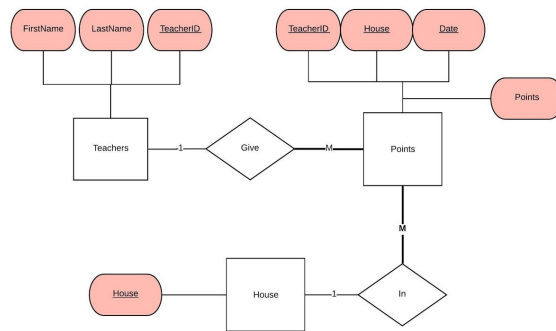 FirstName
LastName
TeacherID
TeacherID
House
Date
Points
Teachers
1
Give
M
Points
M
House
House
1
In